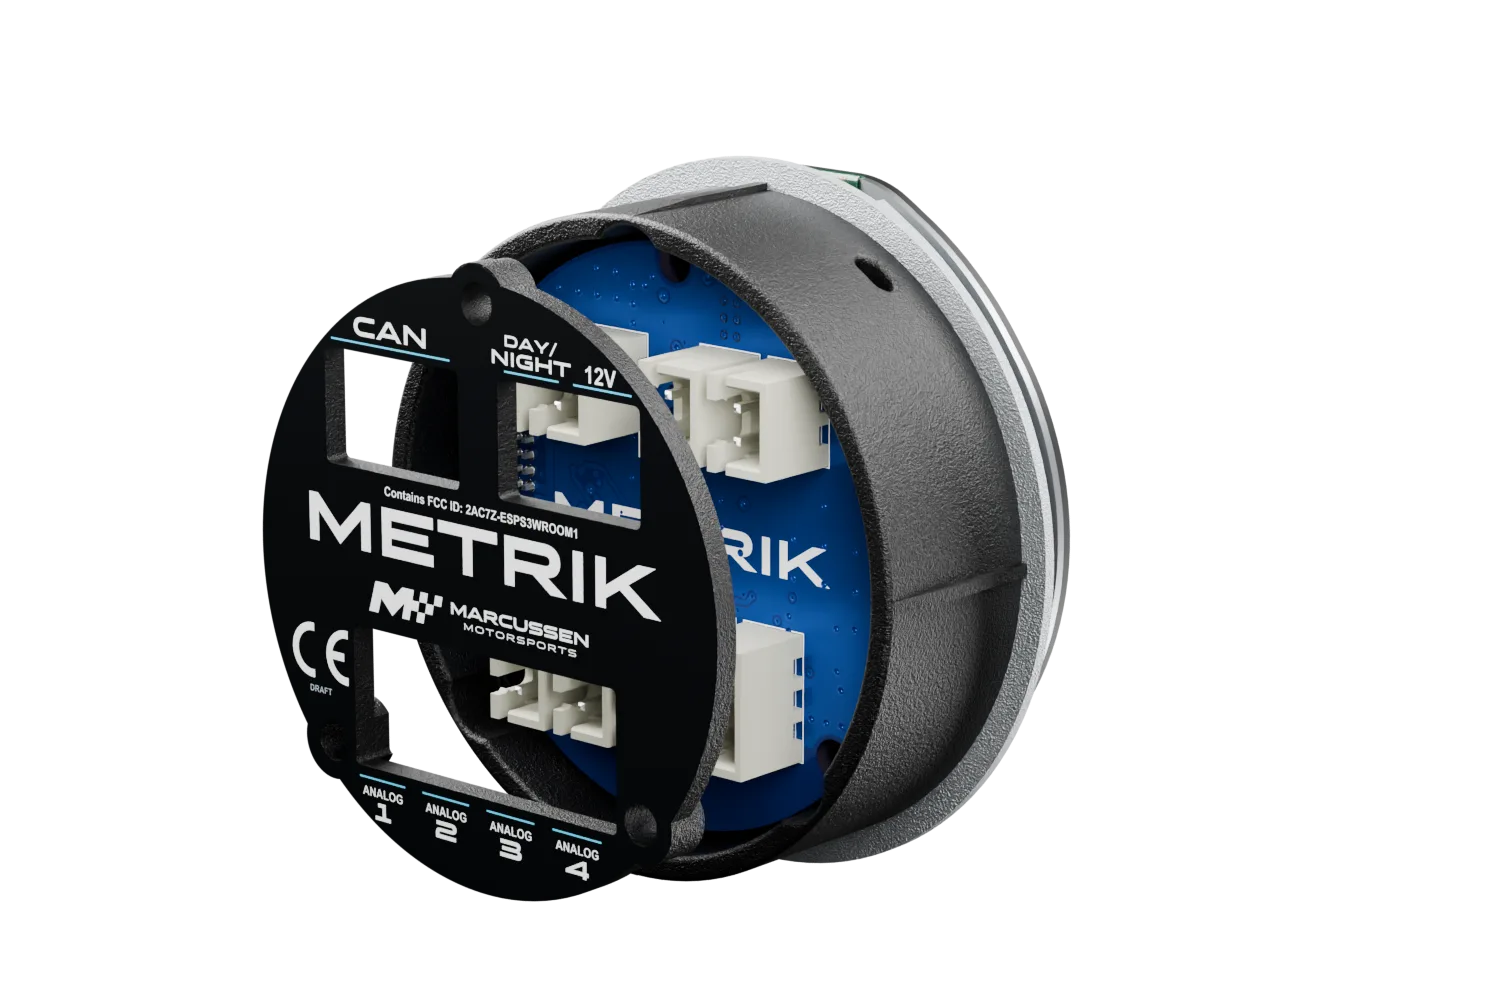 CAN
DAY/
NIGHT
12V
Contains FCC ID: 2AC7Z-ESPS3WROOM1
METRIK
M
MARCUSSEN
MOTORSPORTS
CE
DRAFT
ANALOG
1
ANALOG
2
ANALOG
3
ANALOG
4
METRIK